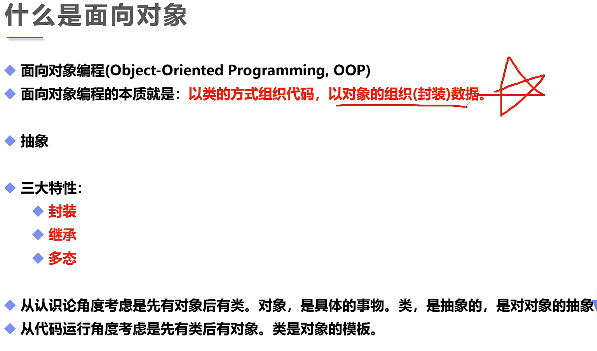 什么是面向对象
面向对象编程(Object-Oriented Programming, OOP)
面向对象编程的本质就是：以类的方式组织代码，以对象的组织(封装)数据。
抽象
三大特性：
封装
继承
多态
从认识论角度考虑是先有对象后有类。对象，是具体的事物。类，是抽象的，是对对象的抽象
从代码运行角度考虑是先有类后有对象。类是对象的模板。